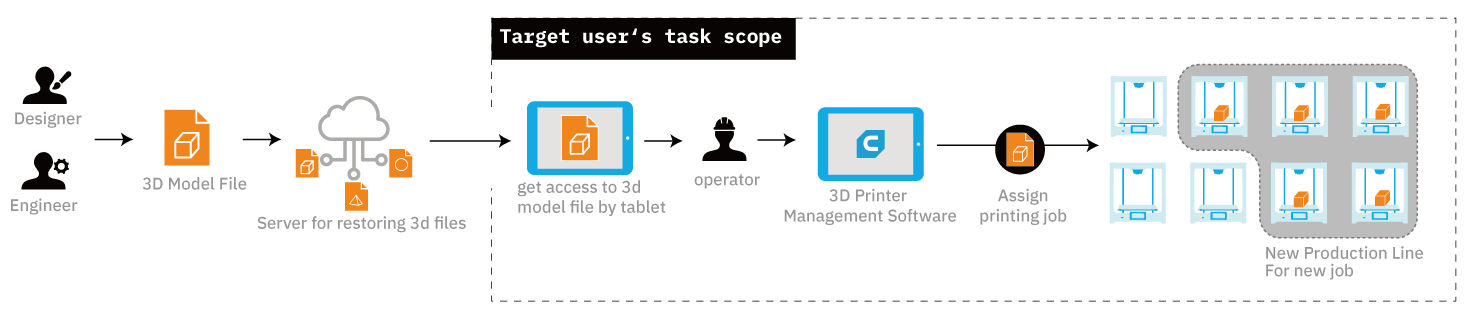 Target user‘s task scope
Designer
Engineer
3D Model File
Server for restoring 3d files
get access to 3d
model file by tablet
operator
3D Printer
Management Software
Assign
printing job
New Production Line
For new job